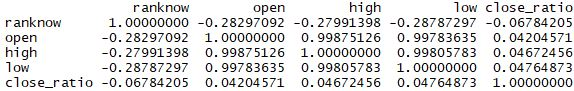 ranknow open high low close_ratio
ranknow 1.00000000 -0.28297092 -0.27991398 -0.28787297 -0.06784205
open -0.28297092 1.00000000 0.99875126 0.99783635 0.04204571
high -0.27991398 0.99875126 1.00000000 0.99805783 0.04672456
low -0.28787297 0.99783635 0.99805783 1.00000000 0.04764873
close_ratio -0.06784205 0.04204571 0.04672456 0.04764873 1.00000000